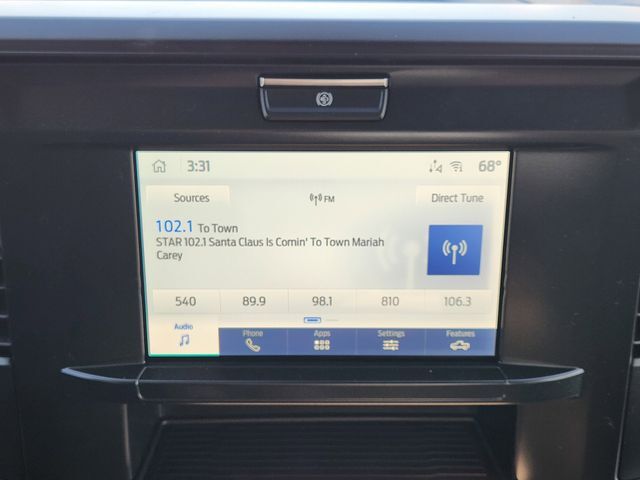 3:31
68°
Sources
FM
Direct Tune
102.1 To Town
STAR 102.1 Santa Claus Is Comin' To Town Mariah
Carey
540 89.9 98.1 810 106.3
Audio Phone Apps Settings Features